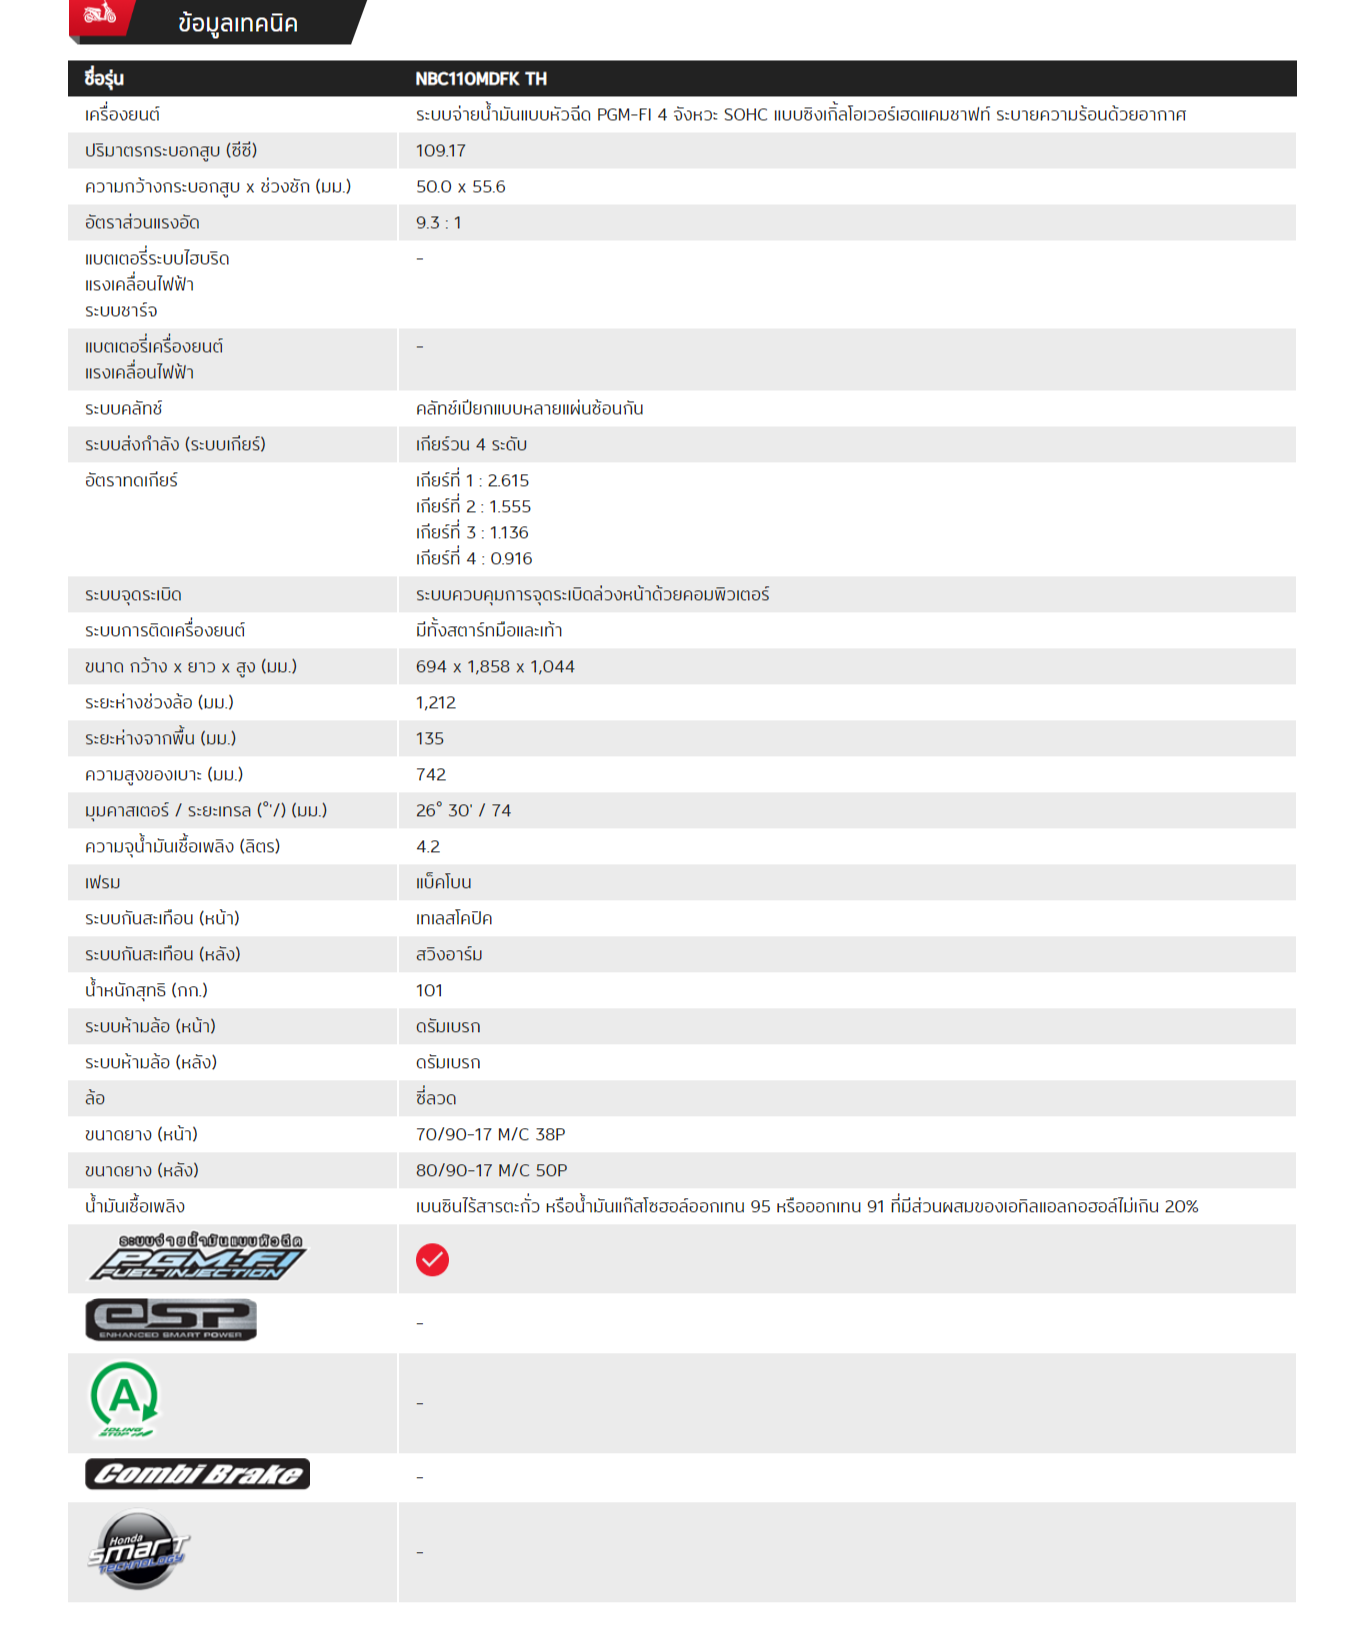 ข้อมูลเทคนิค
ชื่อรุ่น NBC110MDFK TH
เครื่องยนต์ ระบบจ่ายน้ำมันแบบหัวฉีด PGM-FI 4 จังหวะ SOHC แบบซิงเกิ้ลโอเวอร์เฮดแคมชาฟท์ ระบายความร้อนด้วยอากาศ
ปริมาตรกระบอกสูบ (ซีซี) 109.17
ความกว้างกระบอกสูบ x ช่วงชัก (มม.) 50.0 x 55.6
อัตราส่วนแรงอัด 9.3 : 1
แบตเตอรี่ระบบไฮบริด -
แรงเคลื่อนไฟฟ้า
ระบบชาร์จ
แบตเตอรี่เครื่องยนต์ -
แรงเคลื่อนไฟฟ้า
ระบบคลัทช์ คลัทช์เปียกแบบหลายแผ่นซ้อนกัน
ระบบส่งกำลัง (ระบบเกียร์) เกียร์วน 4 ระดับ
อัตราทดเกียร์ เกียร์ที่ 1 : 2.615
เกียร์ที่ 2 : 1.555
เกียร์ที่ 3 : 1.136
เกียร์ที่ 4 : 0.916
ระบบจุดระเบิด ระบบควบคุมการจุดระเบิดล่วงหน้าด้วยคอมพิวเตอร์
ระบบการติดเครื่องยนต์ มีทั้งสตาร์ทมือและเท้า
ขนาด กว้าง x ยาว x สูง (มม.) 694 x 1,858 x 1,044
ระยะห่างช่วงล้อ (มม.) 1,212
ระยะห่างจากพื้น (มม.) 135
ความสูงของเบาะ (มม.) 742
มุมคาสเตอร์ / ระยะเทรล (°'/) (มม.) 26° 30' / 74
ความจุน้ำมันเชื้อเพลิง (ลิตร) 4.2
เฟรม แบ็คโบน
ระบบกันสะเทือน (หน้า) เทเลสโคปิค
ระบบกันสะเทือน (หลัง) สวิงอาร์ม
น้ำหนักสุทธิ (กก.) 101
ระบบห้ามล้อ (หน้า) ดรัมเบรก
ระบบห้ามล้อ (หลัง) ดรัมเบรก
ล้อ ซี่ลวด
ขนาดยาง (หน้า) 70/90-17 M/C 38P
ขนาดยาง (หลัง) 80/90-17 M/C 50P
น้ำมันเชื้อเพลิง เบนซินไร้สารตะกั่ว หรือน้ำมันแก๊สโซฮอล์ออกเทน 95 หรือออกเทน 91 ที่มีส่วนผสมของเอทิลแอลกอฮอล์ไม่เกิน 20%
ระบบจ่ายน้ำมันแบบหัวฉีด
PGM-FI
FUEL INJECTION
eSP -
ENHANCED SMART POWER
A -
IDLING
STOP
Combi Brake -
Honda
smart -
TECHNOLOGY